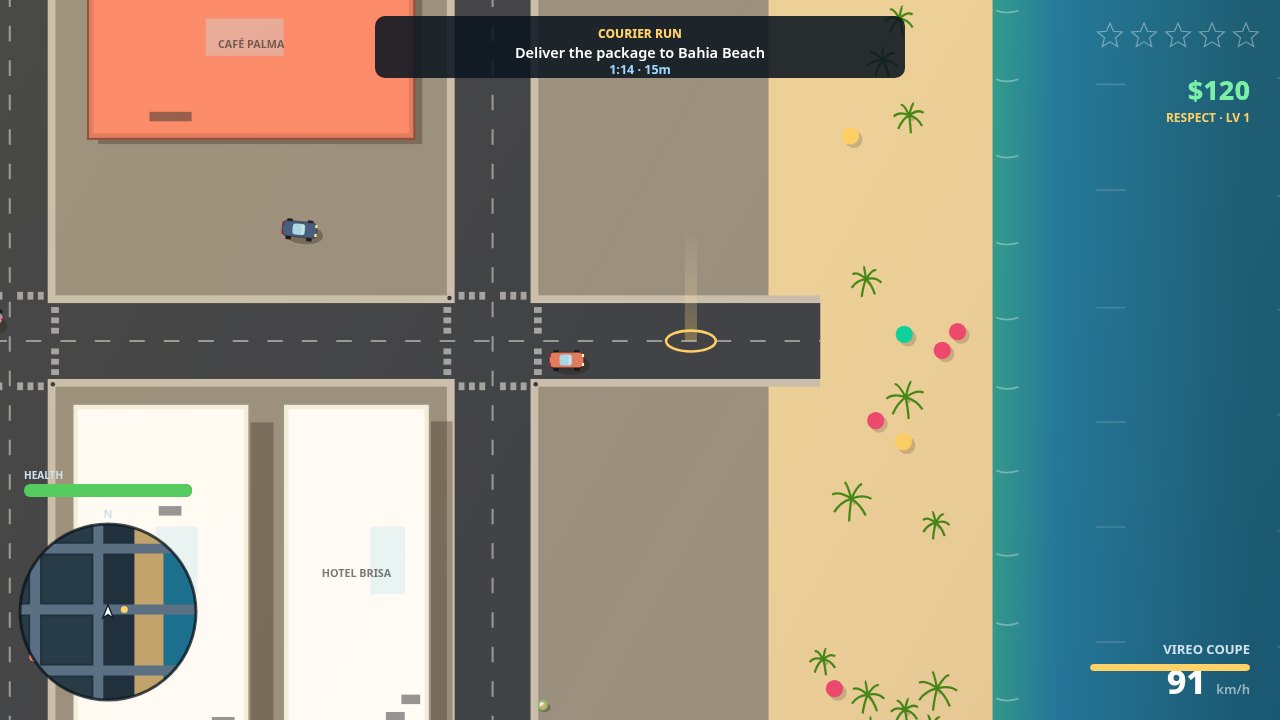 CAFÉ PALMA
COURIER RUN
Deliver the package to Bahia Beach
1:14 · 15m
$120
RESPECT · LV 1
HEALTH
N
HOTEL BRISA
VIREO COUPE
91 km/h